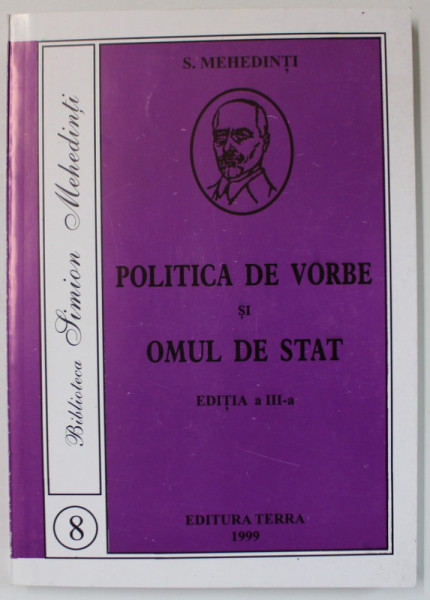 S. MEHEDINȚI
POLITICA DE VORBE
ȘI
OMUL DE STAT
EDIȚIA a III-a
EDITURA TERRA
1999
Biblioteca Simion Mehedinți
8